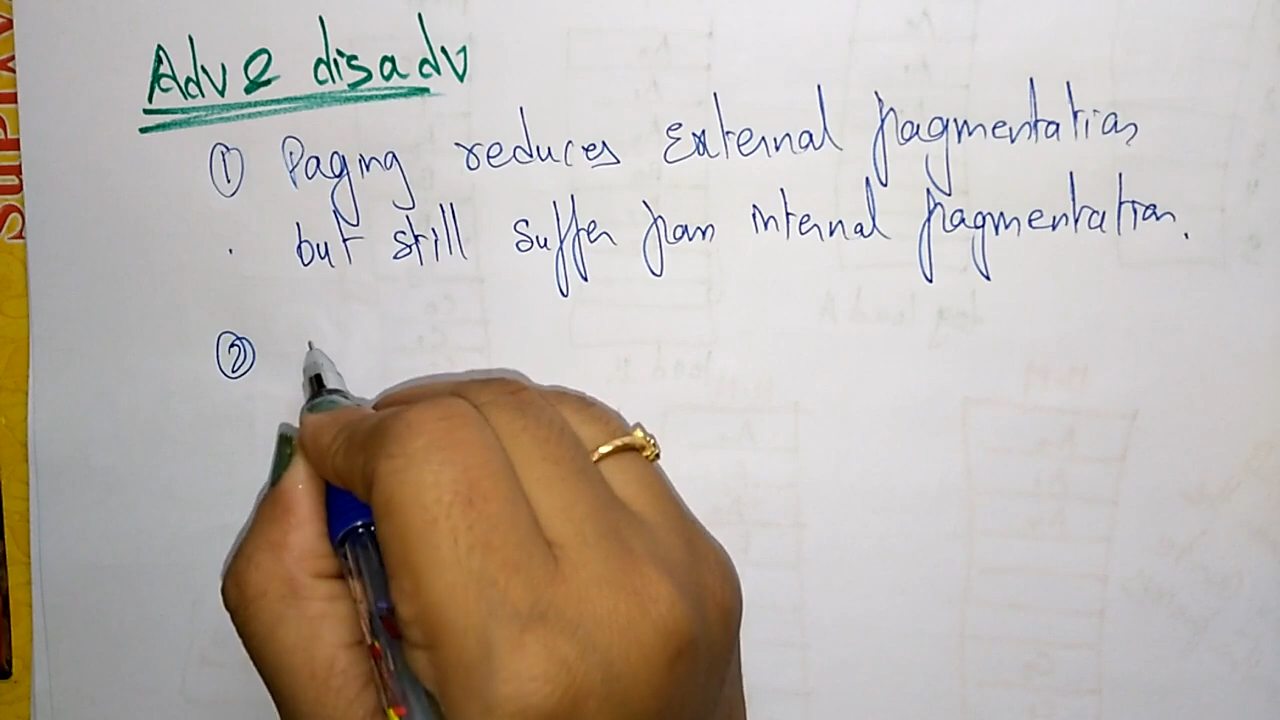 Adv & disadv
① Paging reduces External fragmentation
but still suffer from internal fragmentation.
②